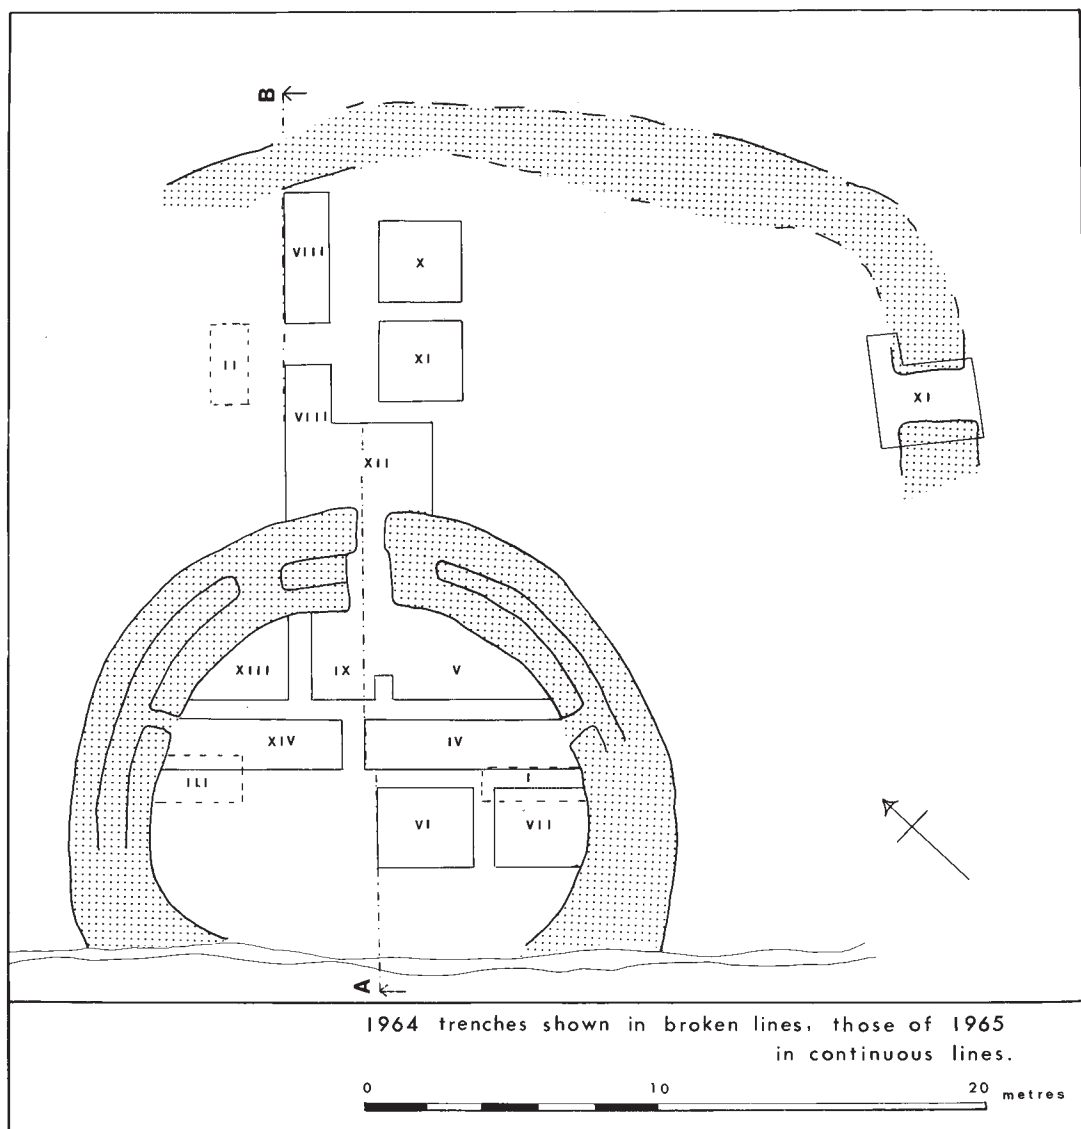 B
VIII
X
II
XI
VIII
XI
XII
XIII
IX
V
XIV
IV
III
I
VI
VII
A
1964 trenches shown in broken lines, those of 1965
in continuous lines.
0 10 20 metres